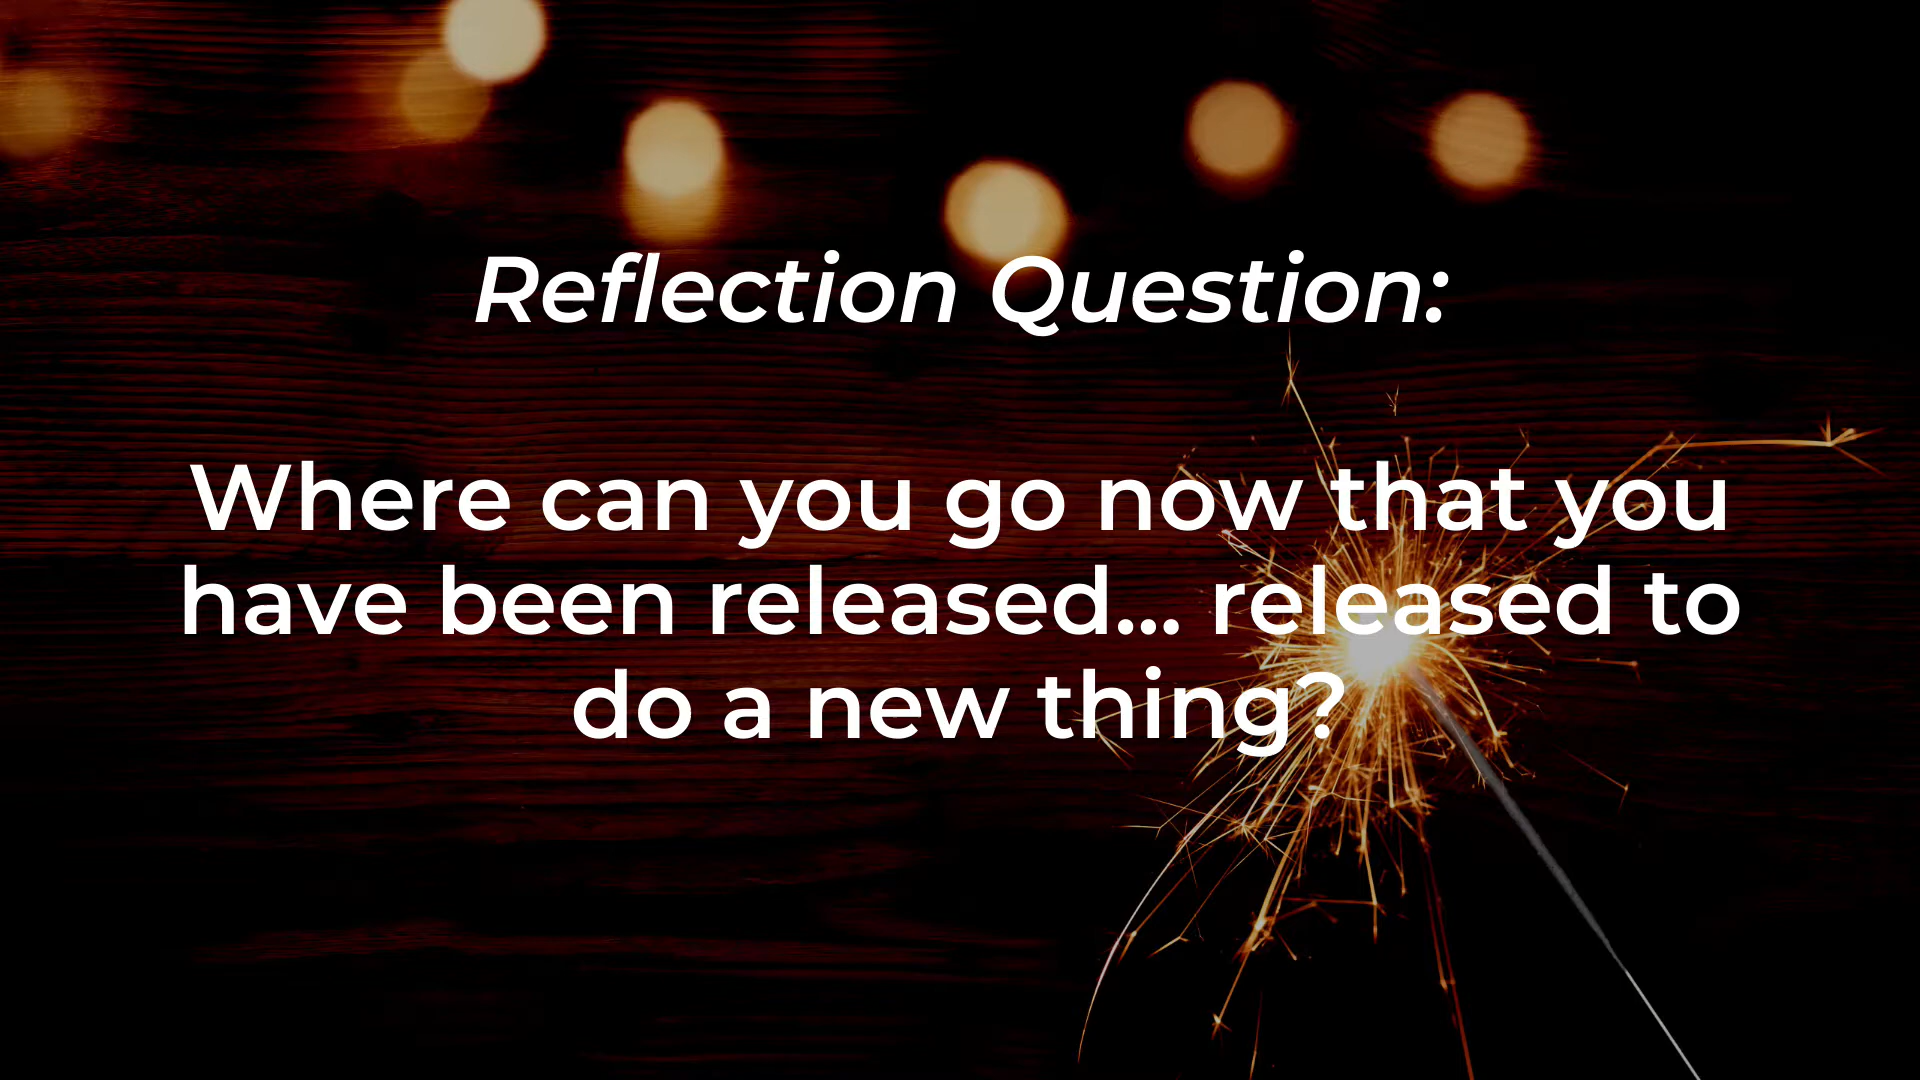 Reflection Question:
Where can you go now that you
have been released... released to
do a new thing?